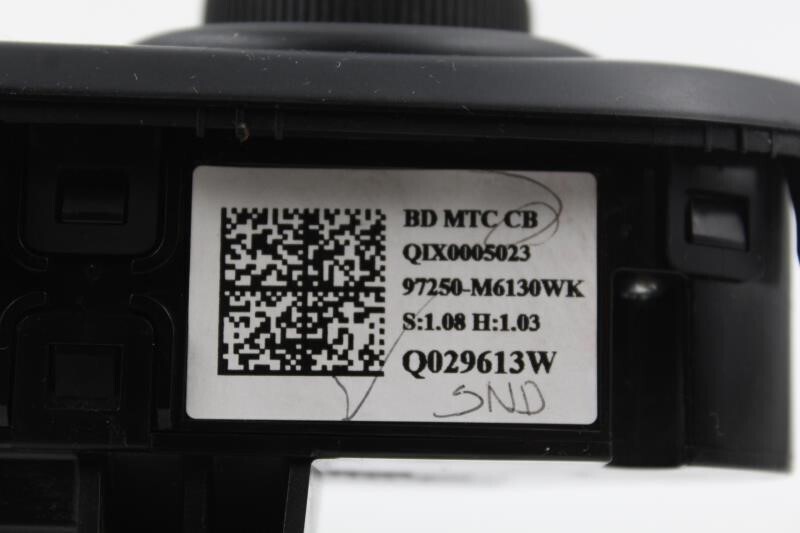 BD MTC CB
QIX0005023
97250-M6130WK
S:1.08 H:1.03
Q029613W
SND